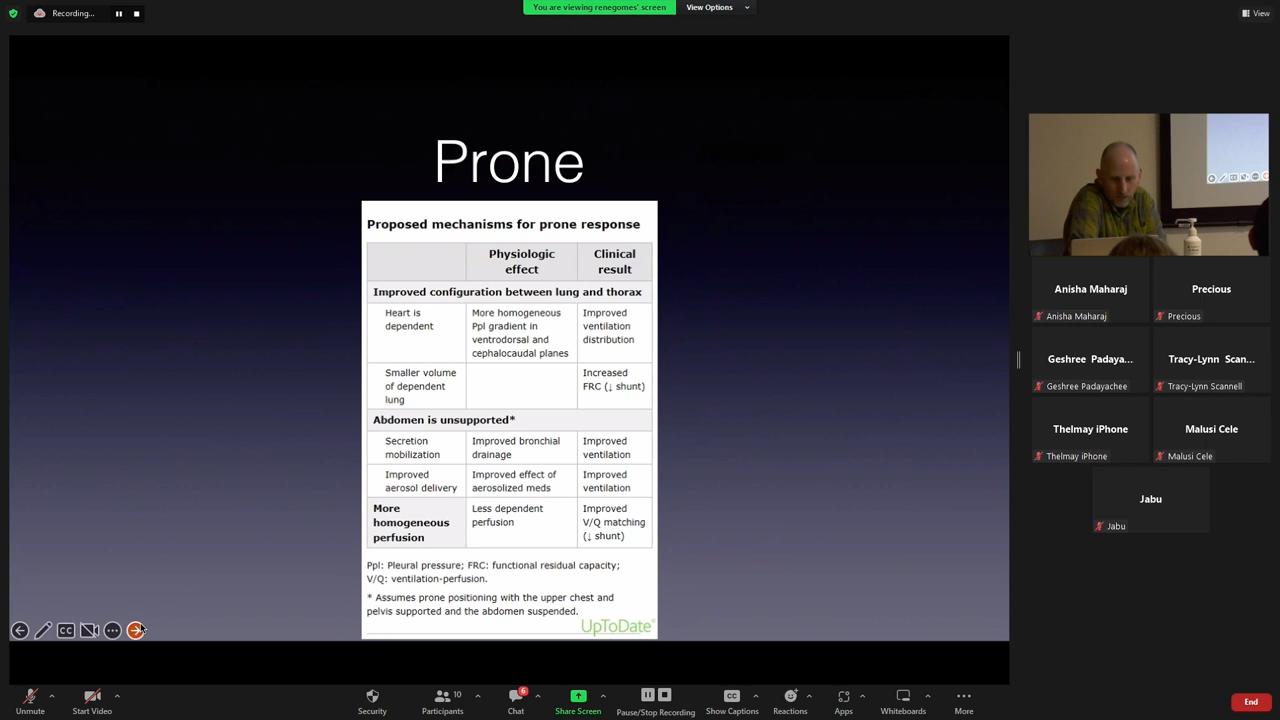 Recording...
You are viewing renegomes' screen
View Options
View
Prone
Proposed mechanisms for prone response
Physiologic effect
Clinical result
Improved configuration between lung and thorax
Heart is dependent
More homogeneous Ppl gradient in ventrodorsal and cephalocaudal planes
Improved ventilation distribution
Smaller volume of dependent lung
Increased FRC (↓ shunt)
Abdomen is unsupported*
Secretion mobilization
Improved bronchial drainage
Improved ventilation
Improved aerosol delivery
Improved effect of aerosolized meds
Improved ventilation
More homogeneous perfusion
Less dependent perfusion
Improved V/Q matching (↓ shunt)
Ppl: Pleural pressure; FRC: functional residual capacity;
V/Q: ventilation-perfusion.
* Assumes prone positioning with the upper chest and
pelvis supported and the abdomen suspended.
UpToDate®
CC
Anisha Maharaj
Anisha Maharaj
Precious
Precious
Geshree Padaya...
Geshree Padayachee
Tracy-Lynn Scan...
Tracy-Lynn Scannell
Thelmay iPhone
Thelmay iPhone
Malusi Cele
Malusi Cele
Jabu
Jabu
Unmute
Start Video
Security
10
Participants
6
Chat
Share Screen
Pause/Stop Recording
CC
Show Captions
Reactions
Apps
Whiteboards
More
End